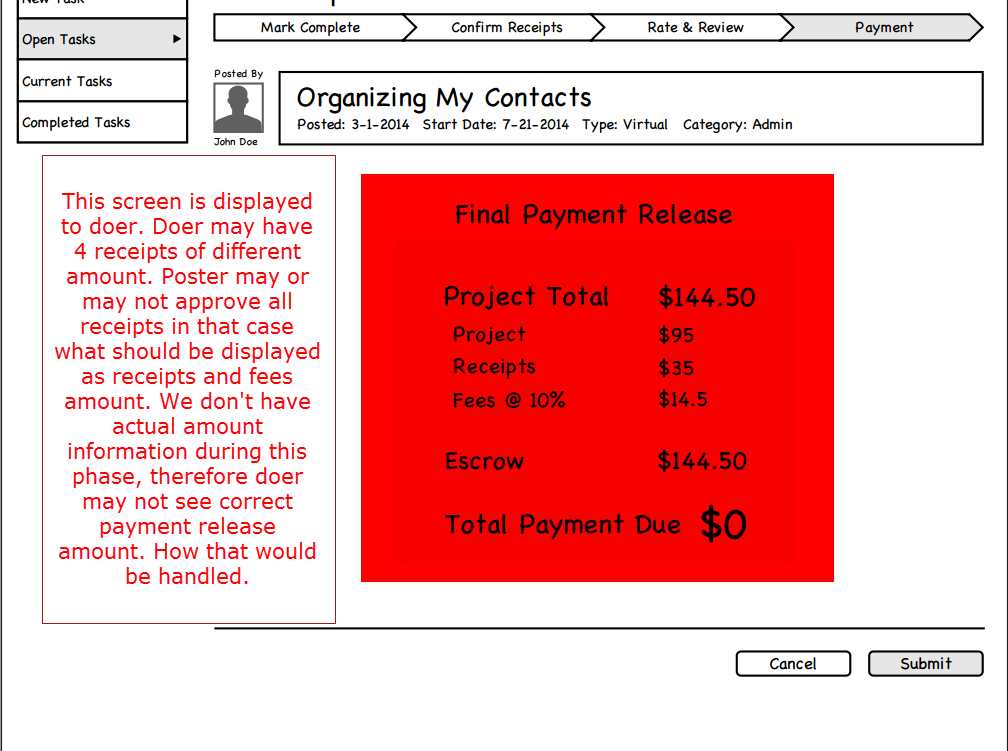 New Task
Open Tasks
Current Tasks
Completed Tasks
Mark Complete
Confirm Receipts
Rate & Review
Payment
Posted By
John Doe
Organizing My Contacts
Posted: 3-1-2014 Start Date: 7-21-2014 Type: Virtual Category: Admin
This screen is displayed
to doer. Doer may have
4 receipts of different
amount. Poster may or
may not approve all
receipts in that case
what should be displayed
as receipts and fees
amount. We don't have
actual amount
information during this
phase, therefore doer
may not see correct
payment release
amount. How that would
be handled.
Final Payment Release
Project Total $144.50
Project $95
Receipts $35
Fees @ 10% $14.5
Escrow $144.50
Total Payment Due $0
Cancel
Submit